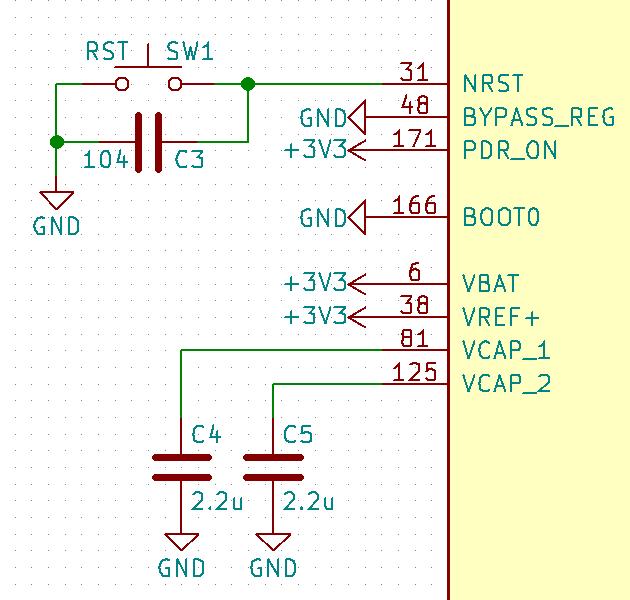 RST SW1
31 NRST
GND 48 BYPASS_REG
+3V3 171 PDR_ON
104 C3
GND
GND 166 BOOT0
+3V3 6 VBAT
+3V3 38 VREF+
81 VCAP_1
125 VCAP_2
C4 C5
2.2u 2.2u
GND GND